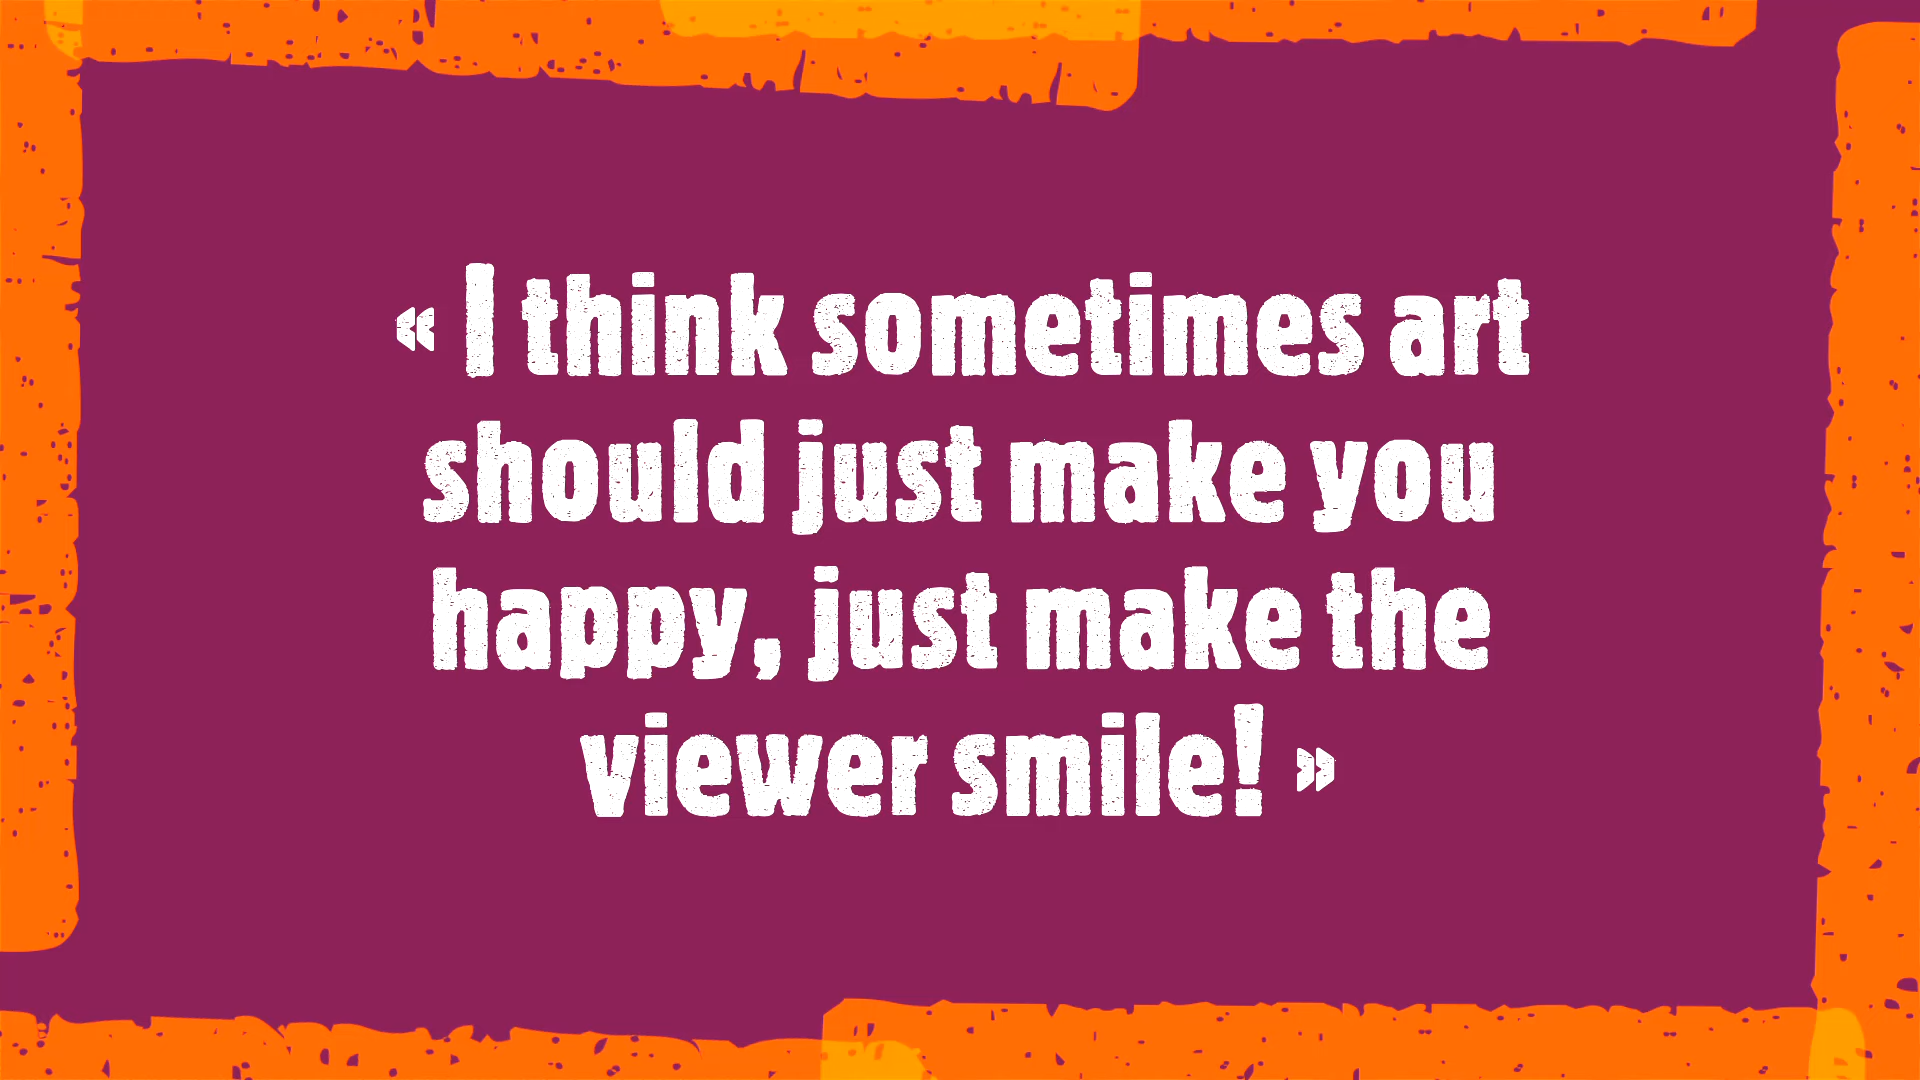 « I think sometimes art
should just make you
happy, just make the
viewer smile! »